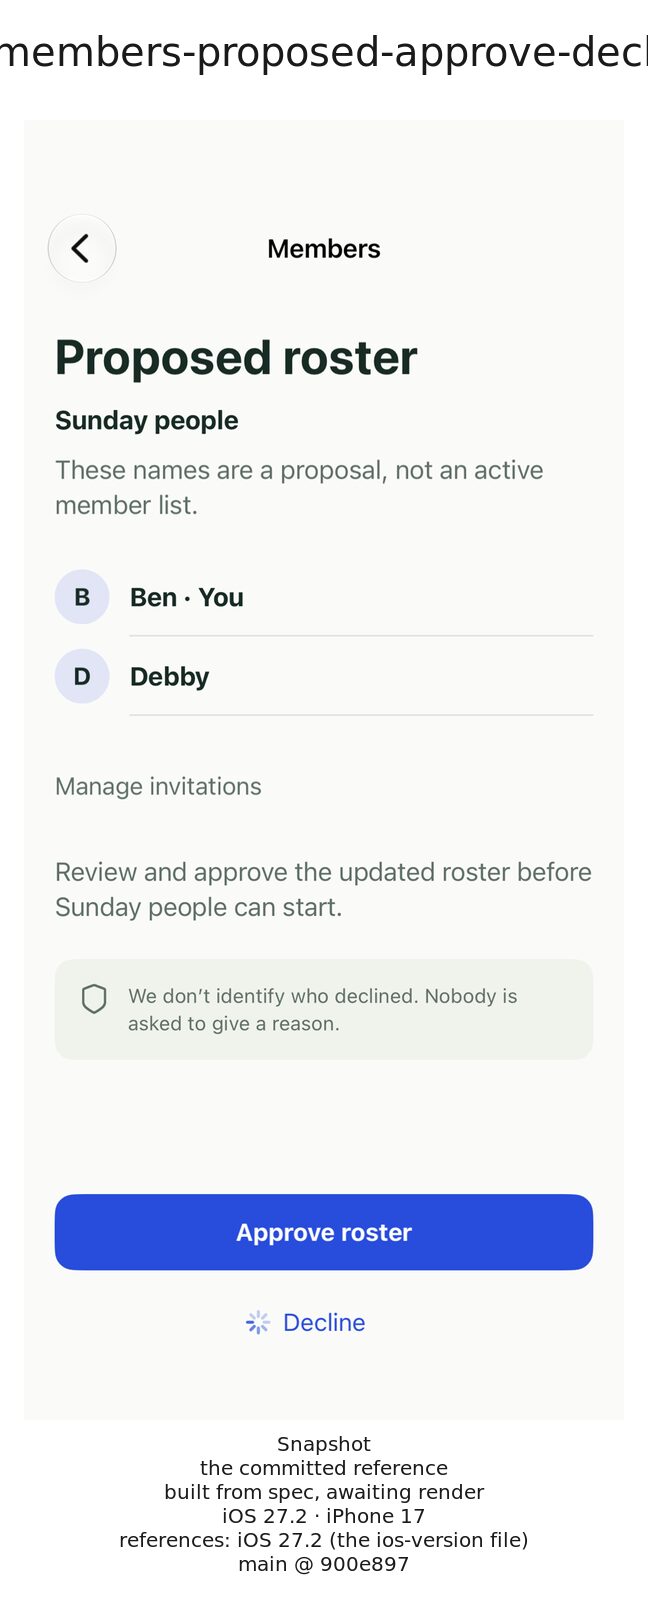 members-proposed-approve-decl
Members
Proposed roster
Sunday people
These names are a proposal, not an active
member list.
B
Ben · You
D
Debby
Manage invitations
Review and approve the updated roster before
Sunday people can start.
We don’t identify who declined. Nobody is
asked to give a reason.
Approve roster
Decline
Snapshot
the committed reference
built from spec, awaiting render
iOS 27.2 · iPhone 17
references: iOS 27.2 (the ios-version file)
main @ 900e897